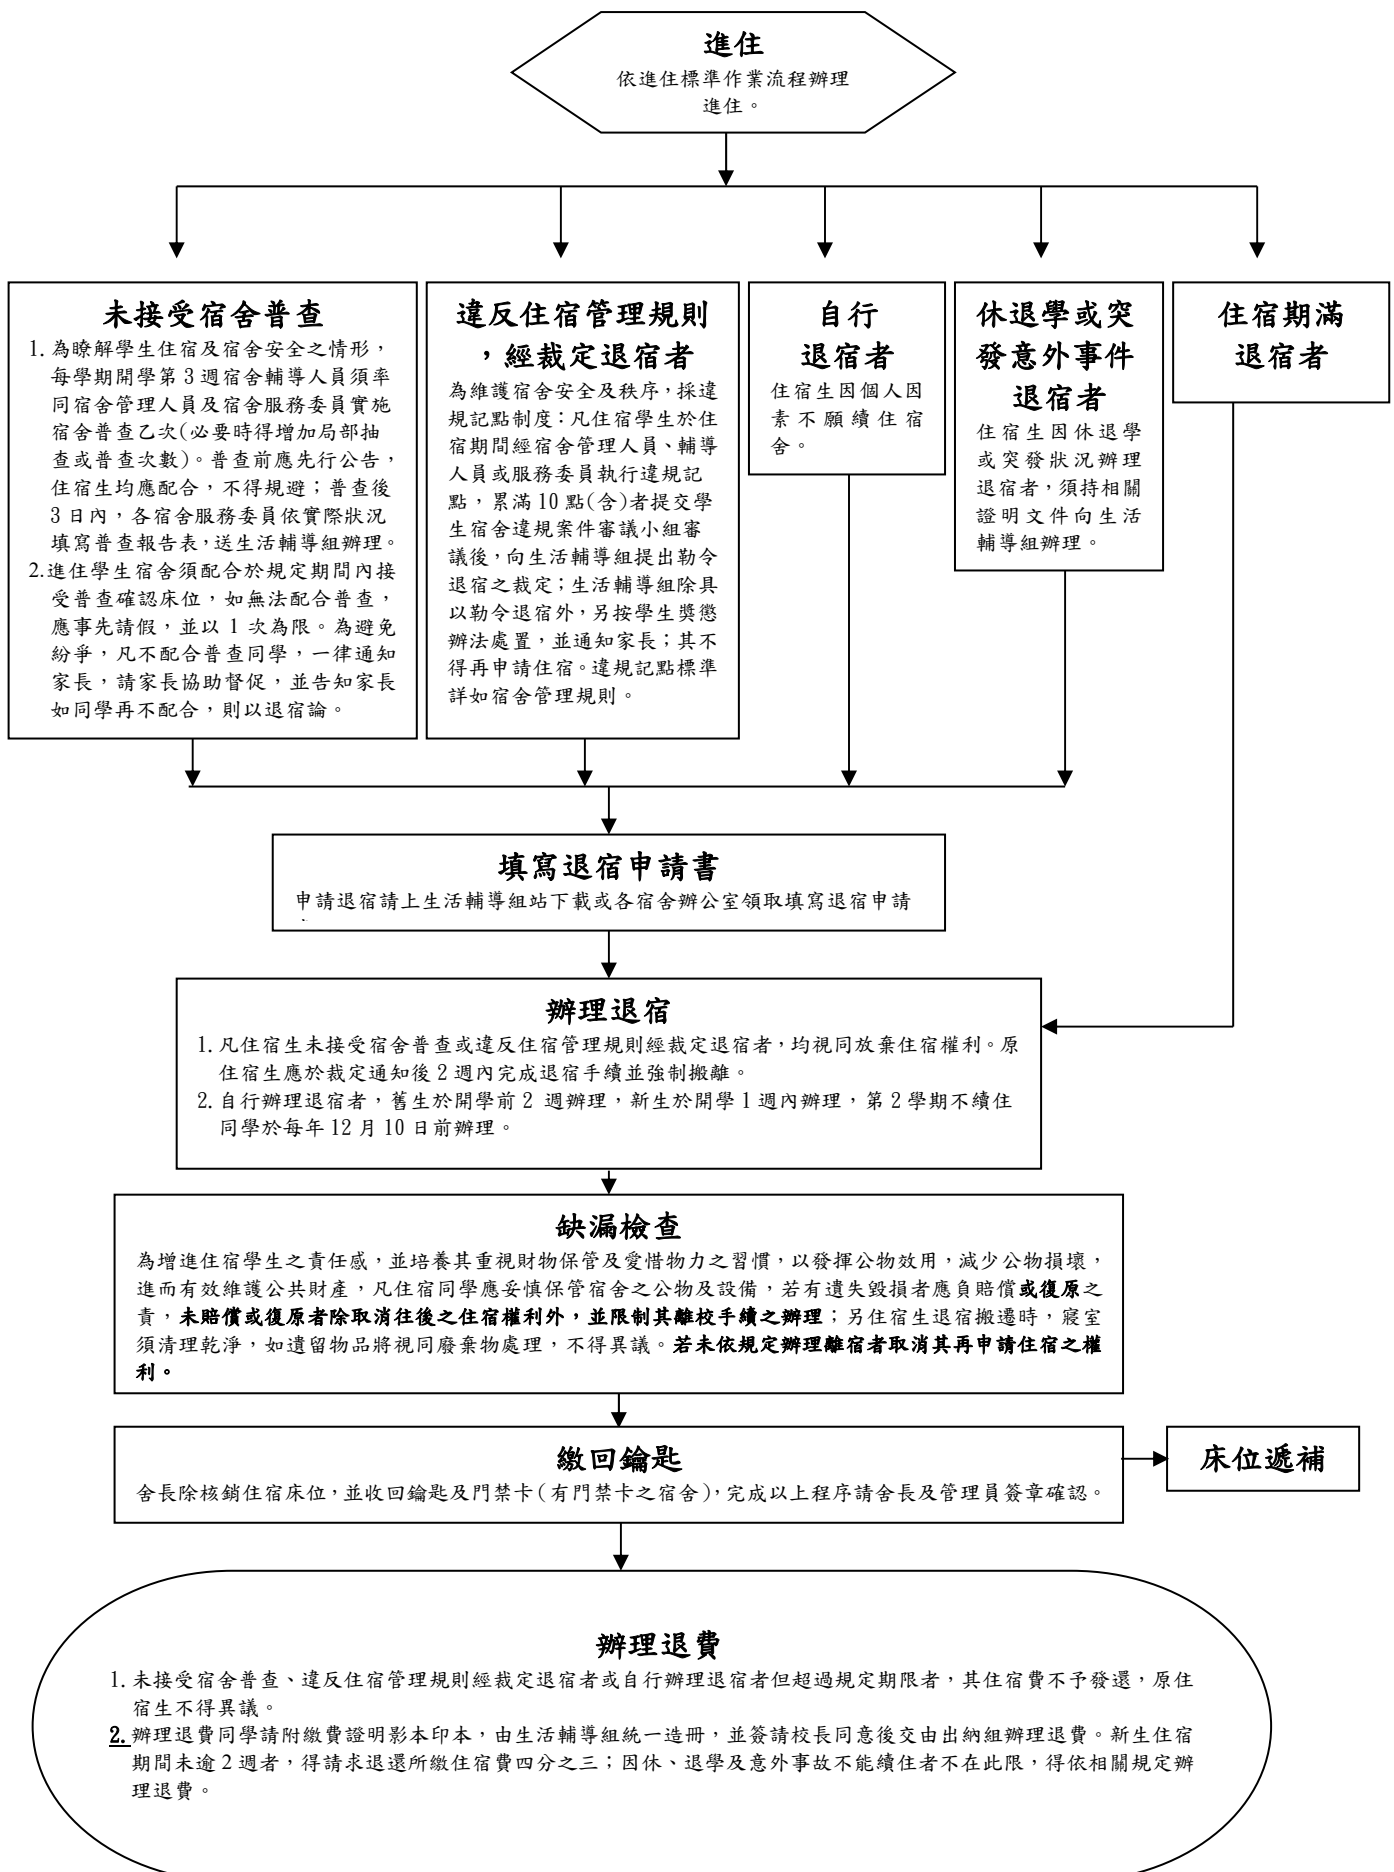 進住
依進住標準作業流程辦理
進住。
未接受宿舍普查
1. 為瞭解學生住宿及宿舍安全之情形，
每學期開學第 3 週宿舍輔導人員須率
同宿舍管理人員及宿舍服務委員實施
宿舍普查乙次(必要時得增加局部抽
查或普查次數)。普查前應先行公告，
住宿生均應配合，不得規避；普查後
3 日內，各宿舍服務委員依實際狀況
填寫普查報告表，送生活輔導組辦理。
2.進住學生宿舍須配合於規定期間內接
受普查確認床位，如無法配合普查，
應事先請假，並以 1 次為限。為避免
紛爭，凡不配合普查同學，一律通知
家長，請家長協助督促，並告知家長
如同學再不配合，則以退宿論。
違反住宿管理規則
，經裁定退宿者
為維護宿舍安全及秩序，採違
規記點制度：凡住宿學生於住
宿期間經宿舍管理人員、輔導
人員或服務委員執行違規記
點，累滿 10 點(含)者提交學
生宿舍違規案件審議小組審
議後，向生活輔導組提出勒令
退宿之裁定；生活輔導組除具
以勒令退宿外，另按學生獎懲
辦法處置，並通知家長；其不
得再申請住宿。違規記點標準
詳如宿舍管理規則。
自行
退宿者
住宿生因個人因
素不願續住宿
舍。
休退學或突
發意外事件
退宿者
住宿生因休退學
或突發狀況辦理
退宿者，須持相關
證明文件向生活
輔導組辦理。
住宿期滿
退宿者
填寫退宿申請書
申請退宿請上生活輔導組站下載或各宿舍辦公室領取填寫退宿申請
辦理退宿
1. 凡住宿生未接受宿舍普查或違反住宿管理規則經裁定退宿者，均視同放棄住宿權利。原
住宿生應於裁定通知後 2 週內完成退宿手續並強制搬離。
2. 自行辦理退宿者，舊生於開學前 2 週辦理，新生於開學 1 週內辦理，第 2 學期不續住
同學於每年 12 月 10 日前辦理。
缺漏檢查
為增進住宿學生之責任感，並培養其重視財物保管及愛惜物力之習慣，以發揮公物效用，減少公物損壞，
進而有效維護公共財產，凡住宿同學應妥慎保管宿舍之公物及設備，若有遺失毀損者應負賠償或復原之
責，未賠償或復原者除取消往後之住宿權利外，並限制其離校手續之辦理；另住宿生退宿搬遷時，寢室
須清理乾淨，如遺留物品將視同廢棄物處理，不得異議。若未依規定辦理離宿者取消其再申請住宿之權
利。
繳回鑰匙
舍長除核銷住宿床位，並收回鑰匙及門禁卡(有門禁卡之宿舍)，完成以上程序請舍長及管理員簽章確認。
床位遞補
辦理退費
1. 未接受宿舍普查、違反住宿管理規則經裁定退宿者或自行辦理退宿者但超過規定期限者，其住宿費不予發還，原住
宿生不得異議。
2. 辦理退費同學請附繳費證明影本印本，由生活輔導組統一造冊，並簽請校長同意後交由出納組辦理退費。新生住宿
期間未逾 2 週者，得請求退還所繳住宿費四分之三；因休、退學及意外事故不能續住者不在此限，得依相關規定辦
理退費。